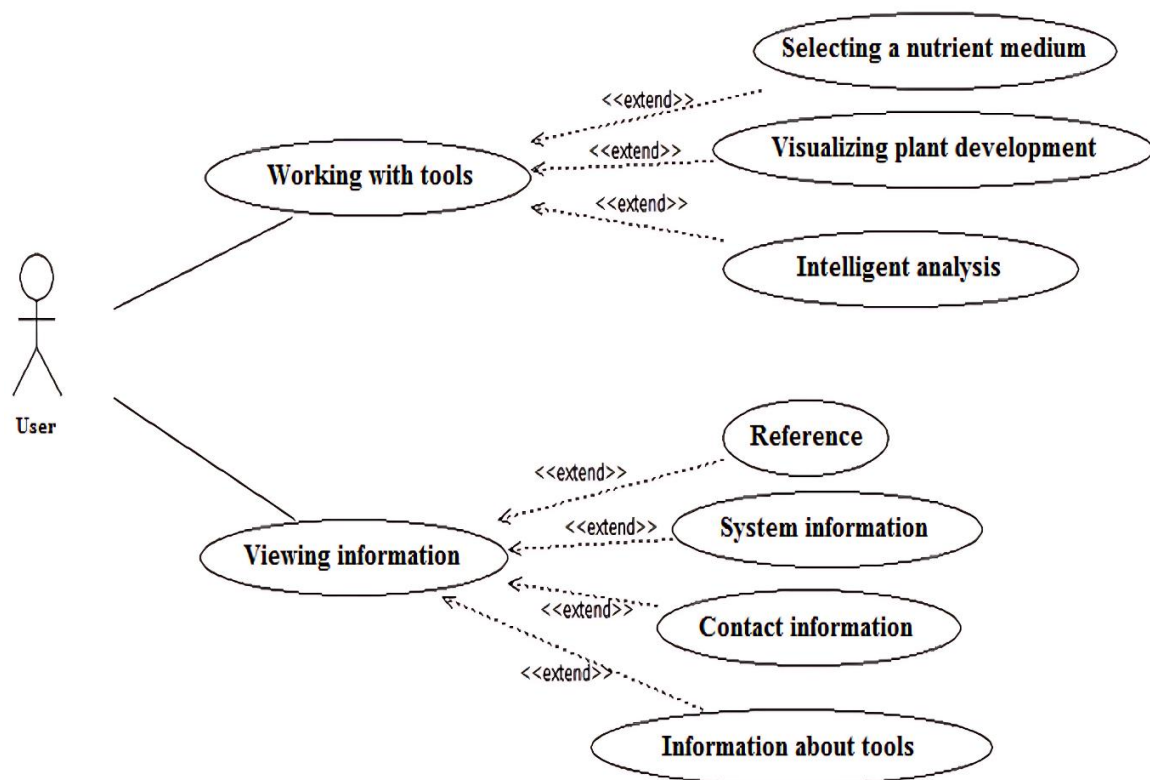 Selecting a nutrient medium
<<extend>>
Visualizing plant development
<<extend>>
Working with tools
<<extend>>
Intelligent analysis
User
Reference
<<extend>>
System information
<<extend>>
Viewing information
<<extend>>
Contact information
<<extend>>
Information about tools